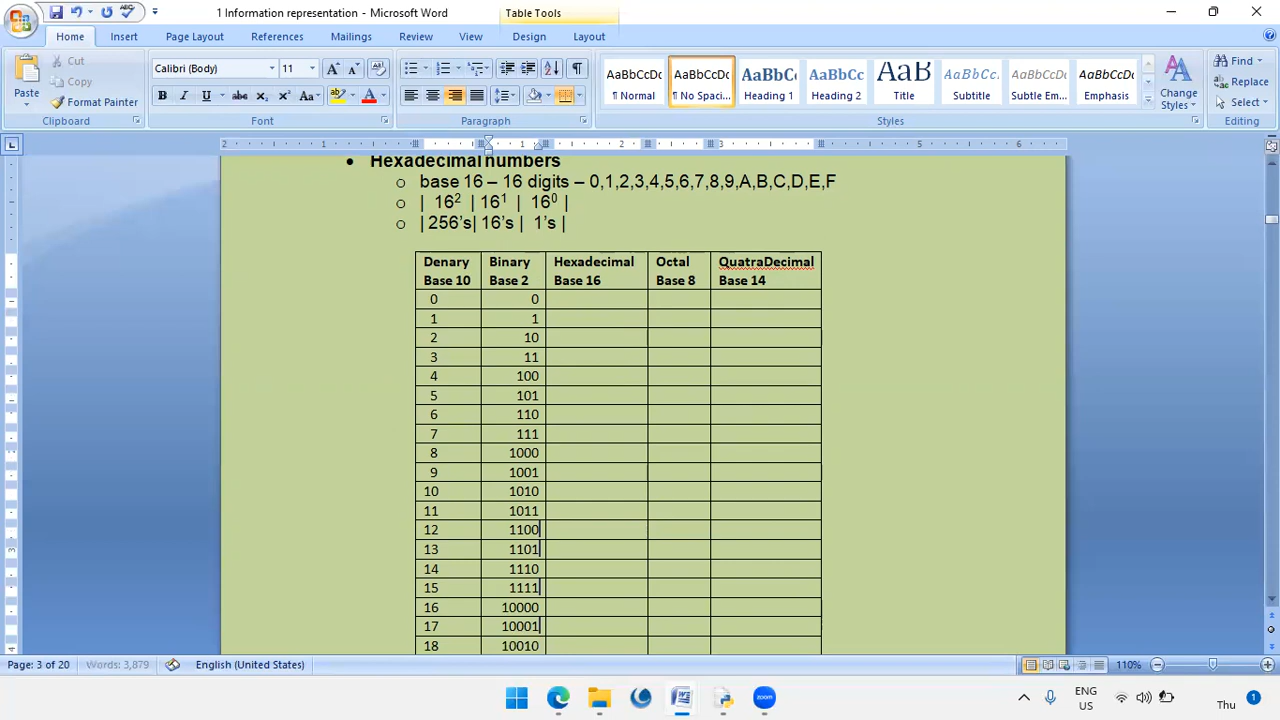 1 Information representation - Microsoft Word
Table Tools
Home Insert Page Layout References Mailings Review View Design Layout
Cut
Copy
Format Painter
Paste
Clipboard
Calibri (Body) 11
Font
Paragraph
AaBbCcDc AaBbCcDc AaBbCc AaBbCc AaB AaBbCc. AaBbCcDc AaBbCcDc
¶ Normal ¶ No Spaci... Heading 1 Heading 2 Title Subtitle Subtle Em... Emphasis
Change
Styles
Styles
Find
Replace
Select
Editing
• Hexadecimal numbers
o base 16 – 16 digits – 0,1,2,3,4,5,6,7,8,9,A,B,C,D,E,F
o | 16² | 16¹ | 16⁰ |
o | 256's| 16's | 1's |
Denary Binary Hexadecimal Octal QuatraDecimal
Base 10 Base 2 Base 16 Base 8 Base 14
0 0
1 1
2 10
3 11
4 100
5 101
6 110
7 111
8 1000
9 1001
10 1010
11 1011
12 1100
13 1101
14 1110
15 1111
16 10000
17 10001
18 10010
Page: 3 of 20 Words: 3,879 English (United States) 110%
ENG
US
Thu
zoom